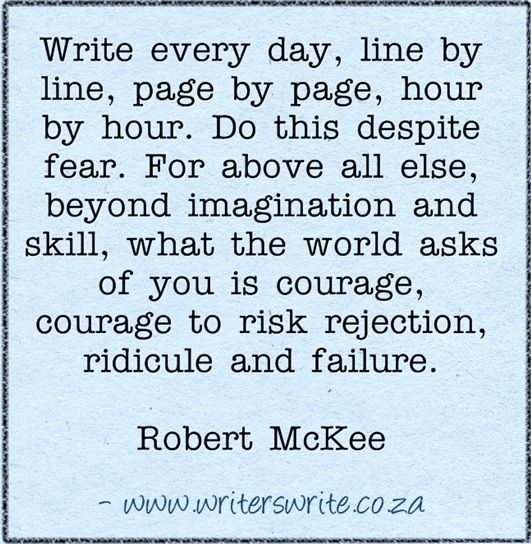 Write every day, line by
line, page by page, hour
by hour. Do this despite
fear. For above all else,
beyond imagination and
skill, what the world asks
of you is courage,
courage to risk rejection,
ridicule and failure.
Robert McKee
- www.writerswrite.co.za